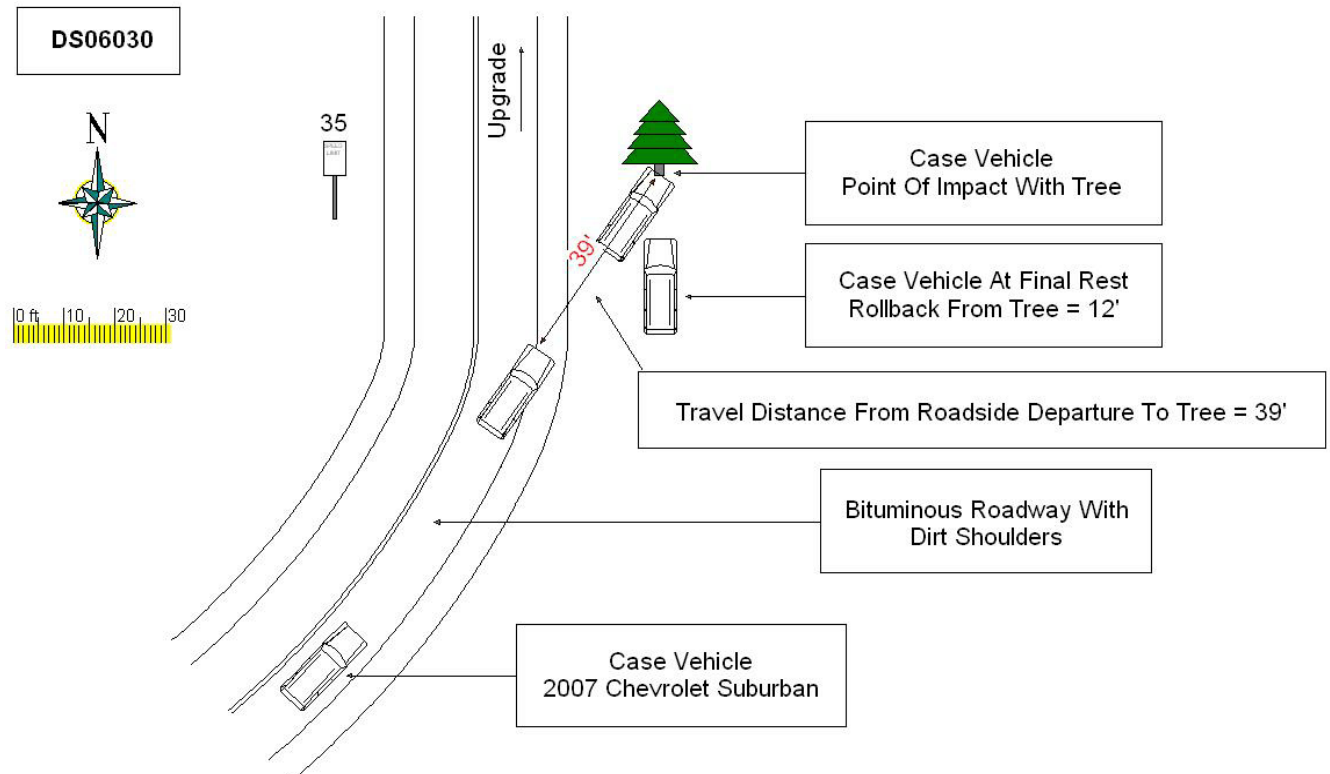 DS06030
N
35
SPEED
LIMIT
Upgrade
0 ft 10 20 30
39'
Case Vehicle
Point Of Impact With Tree
Case Vehicle At Final Rest
Rollback From Tree = 12'
Travel Distance From Roadside Departure To Tree = 39'
Bituminous Roadway With
Dirt Shoulders
Case Vehicle
2007 Chevrolet Suburban